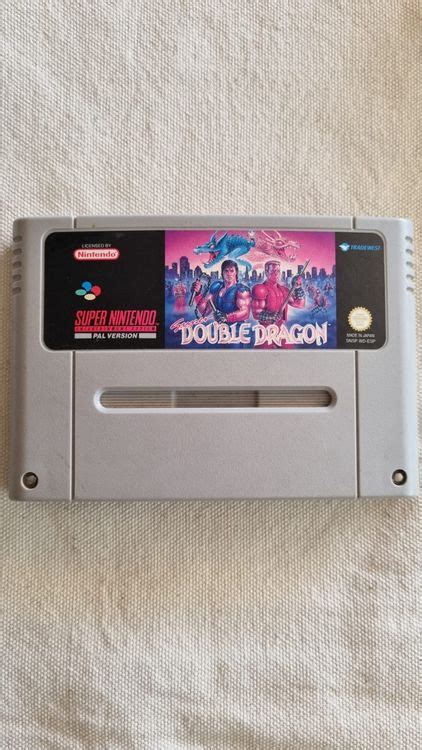 LICENSED BY
Nintendo
SUPER NINTENDO
ENTERTAINMENT SYSTEM
PAL VERSION
Super
DOUBLE DRAGON
TRADEWEST
MADE IN JAPAN
SNSP-WD-ESP